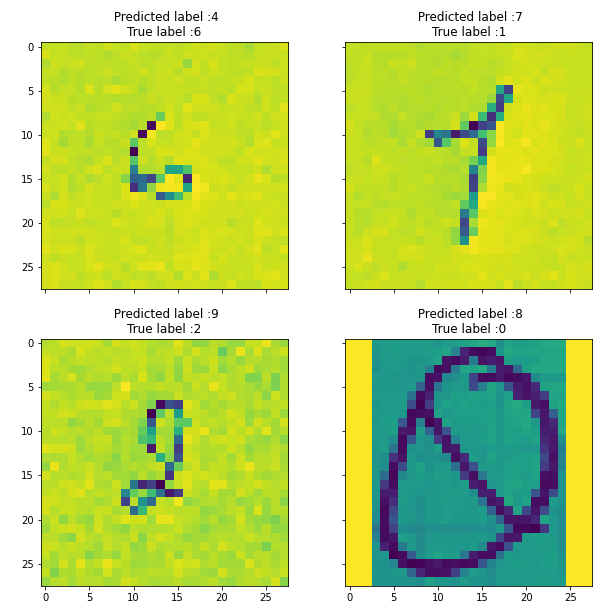 Predicted label :4
True label :6
Predicted label :7
True label :1
0
5
10
15
20
25
Predicted label :9
True label :2
Predicted label :8
True label :0
0
5
10
15
20
25
0 5 10 15 20 25
0 5 10 15 20 25